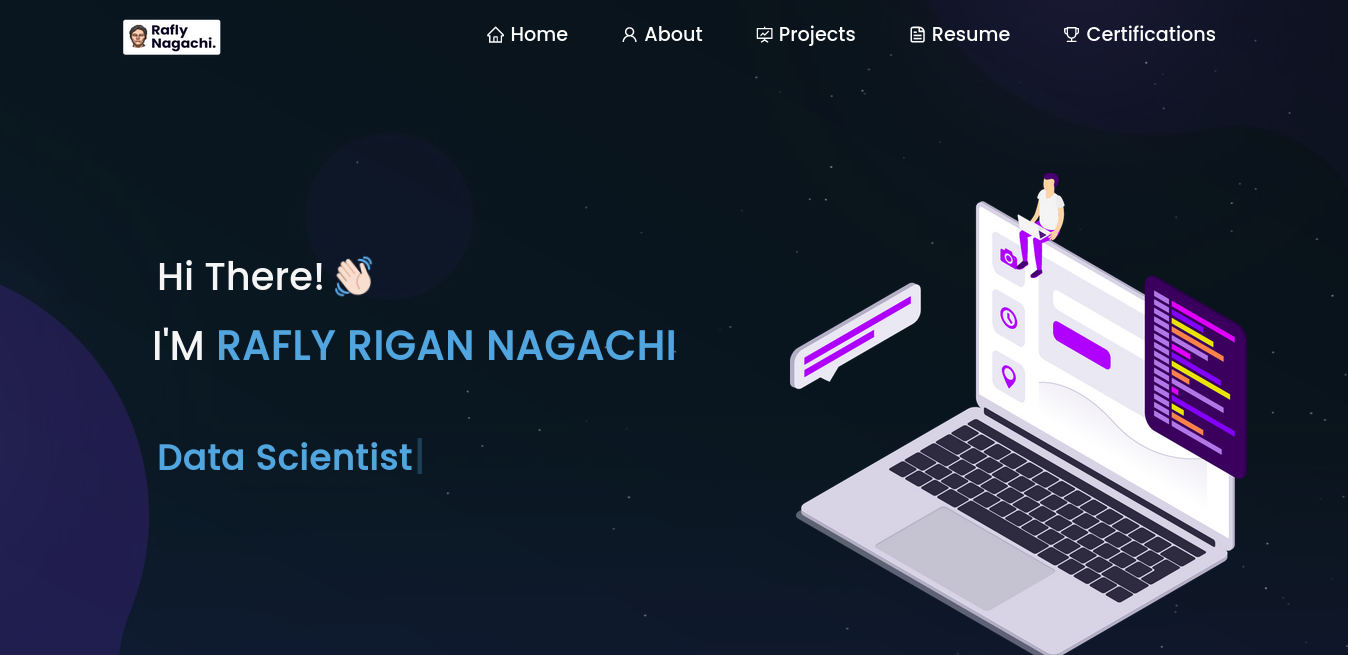 Rafly
Nagachi.
Home About Projects Resume Certifications
Hi There! 👋🏻
I'M RAFLY RIGAN NAGACHI
Data Scientist|